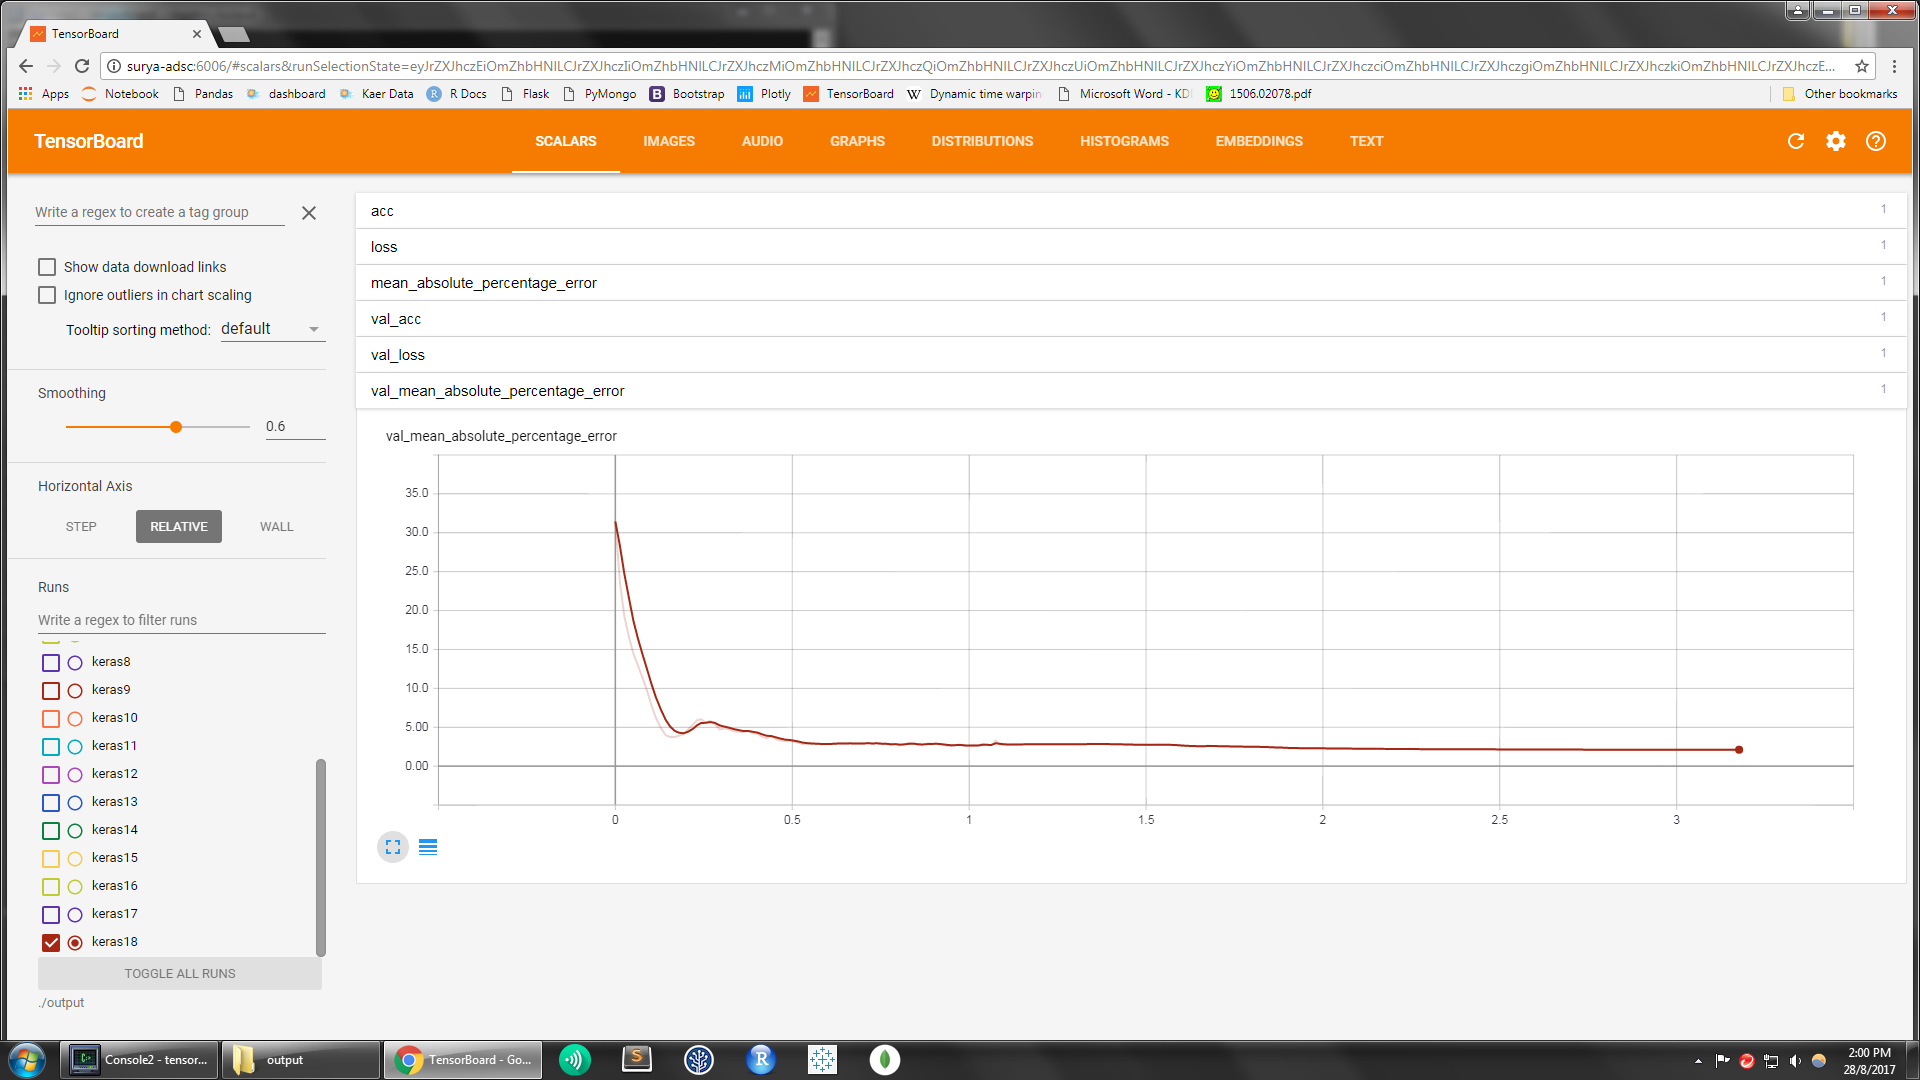 TensorBoard
surya-adsc:6006/#scalars&runSelectionState=
Apps Notebook Pandas dashboard Kaer Data R Docs Flask PyMongo Bootstrap Plotly TensorBoard Dynamic time warpin Microsoft Word - KD 1506.02078.pdf Other bookmarks
TensorBoard SCALARS IMAGES AUDIO GRAPHS DISTRIBUTIONS HISTOGRAMS EMBEDDINGS TEXT
Write a regex to create a tag group
Show data download links
Ignore outliers in chart scaling
Tooltip sorting method: default
Smoothing
0.6
Horizontal Axis
STEP RELATIVE WALL
Runs
Write a regex to filter runs
keras8
keras9
keras10
keras11
keras12
keras13
keras14
keras15
keras16
keras17
keras18
TOGGLE ALL RUNS
./output
acc 1
loss 1
mean_absolute_percentage_error 1
val_acc 1
val_loss 1
val_mean_absolute_percentage_error 1
val_mean_absolute_percentage_error
35.0
30.0
25.0
20.0
15.0
10.0
5.00
0.00
0 0.5 1 1.5 2 2.5 3
Console2 - tensor... output TensorBoard - Go...
2:00 PM
28/8/2017